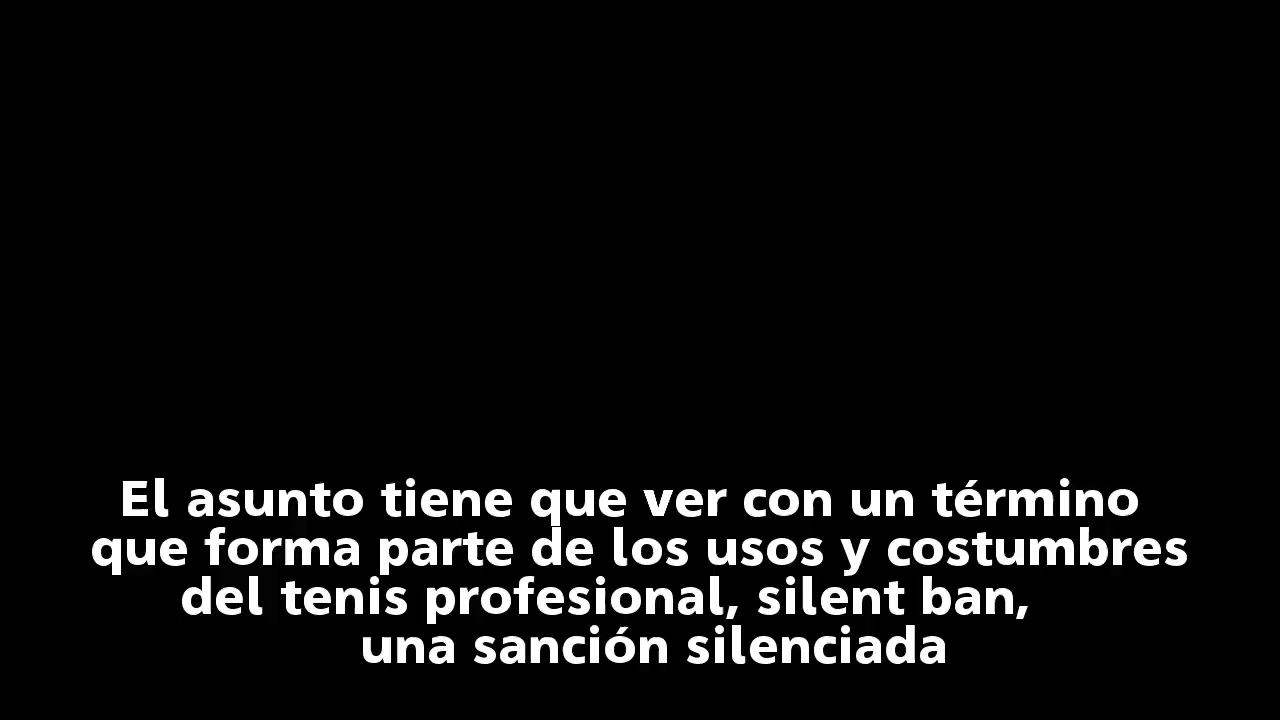 El asunto tiene que ver con un término
que forma parte de los usos y costumbres
del tenis profesional, silent ban,
una sanción silenciada